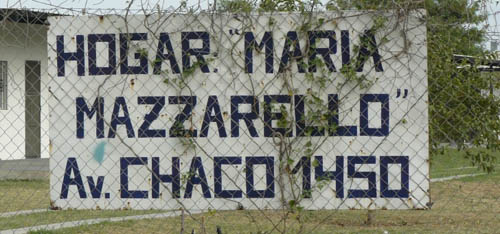 HOGAR. "MARIA
MAZZARELLO"
Av. CHACO 1450